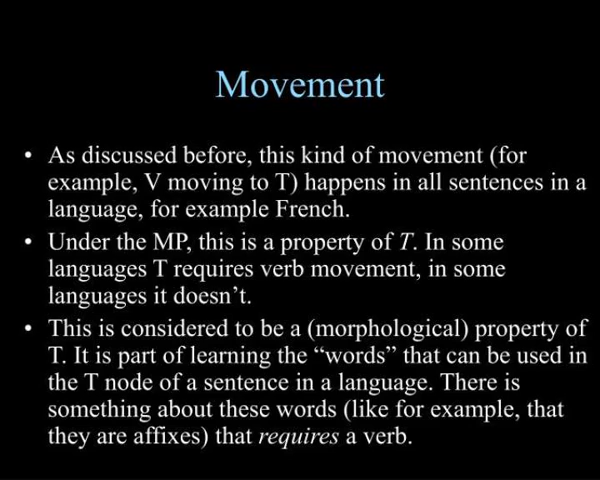 Movement
• As discussed before, this kind of movement (for
example, V moving to T) happens in all sentences in a
language, for example French.
• Under the MP, this is a property of T. In some
languages T requires verb movement, in some
languages it doesn’t.
• This is considered to be a (morphological) property of
T. It is part of learning the “words” that can be used in
the T node of a sentence in a language. There is
something about these words (like for example, that
they are affixes) that requires a verb.